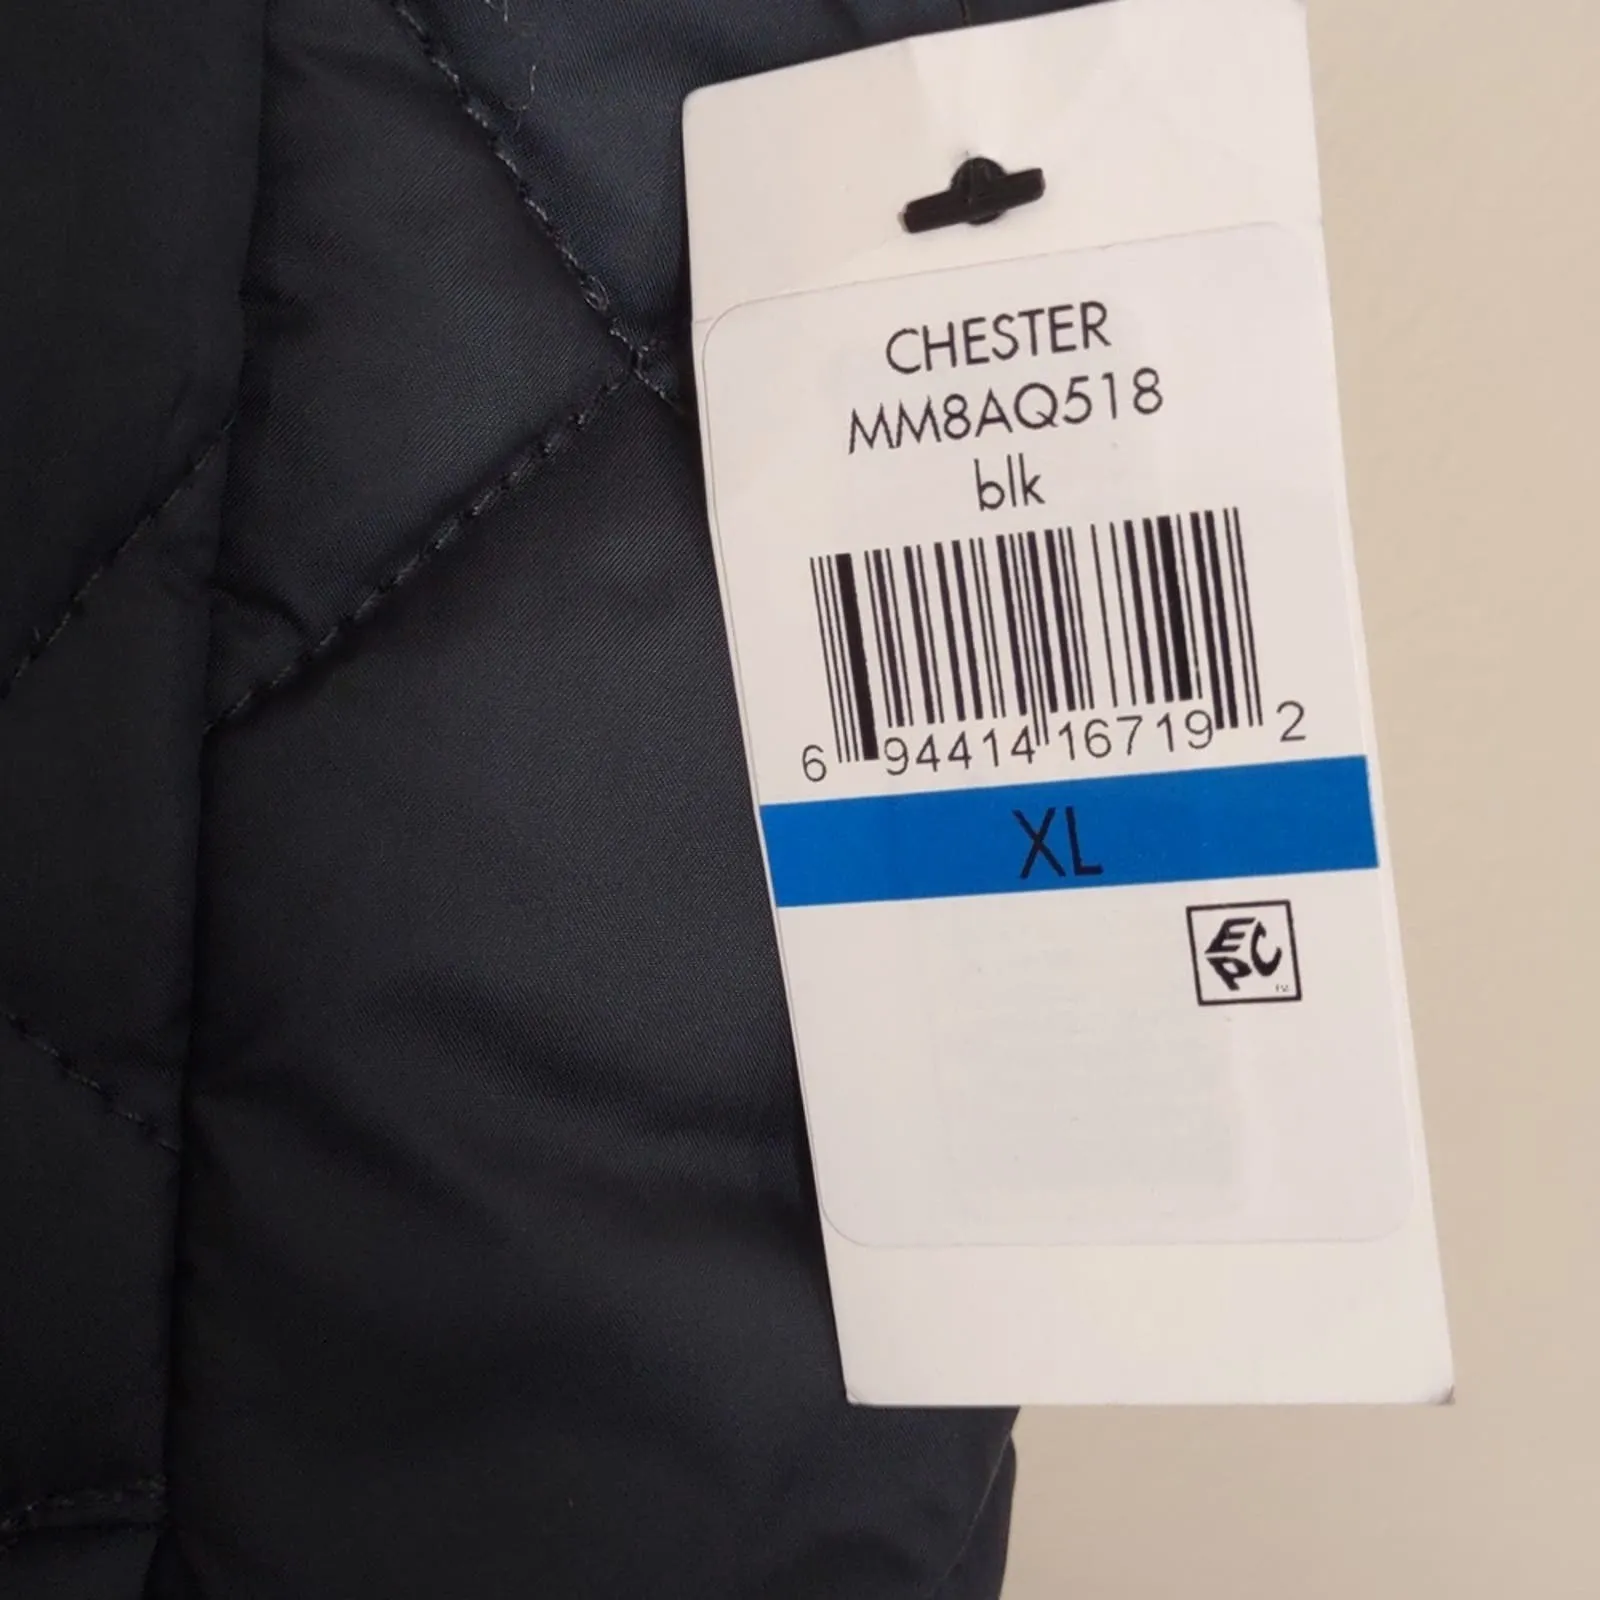 CHESTER
MM8AQ518
blk
6 94414 16719 2
XL
EPC